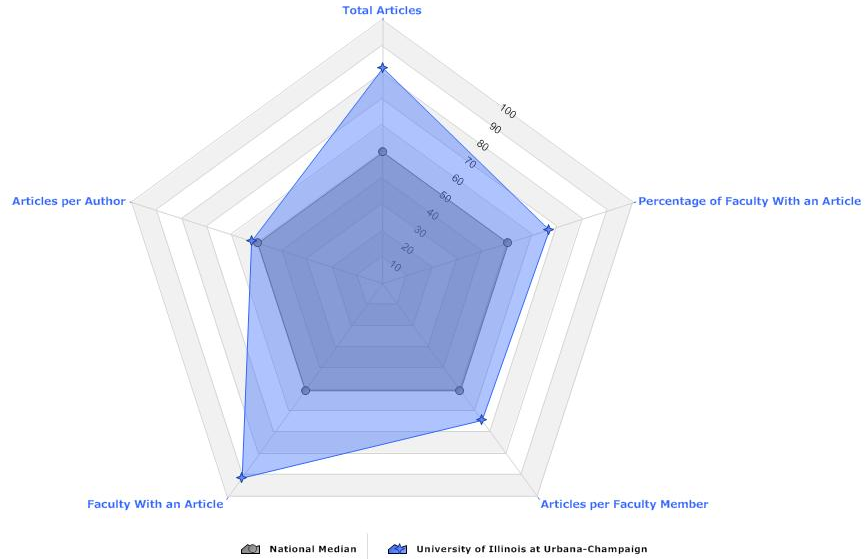 Total Articles
100
90
80
70
60
50
40
30
20
10
Articles per Author
Percentage of Faculty With an Article
Faculty With an Article
Articles per Faculty Member
National Median
University of Illinois at Urbana-Champaign